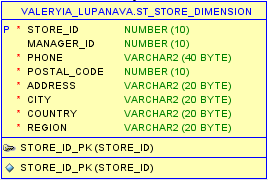 VALERYIA_LUPANAVA.ST_STORE_DIMENSION
P * STORE_ID NUMBER (10)
MANAGER_ID NUMBER (10)
* PHONE VARCHAR2 (40 BYTE)
* POSTAL_CODE NUMBER (10)
* ADDRESS VARCHAR2 (20 BYTE)
* CITY VARCHAR2 (20 BYTE)
* COUNTRY VARCHAR2 (20 BYTE)
* REGION VARCHAR2 (20 BYTE)
STORE_ID_PK (STORE_ID)
STORE_ID_PK (STORE_ID)